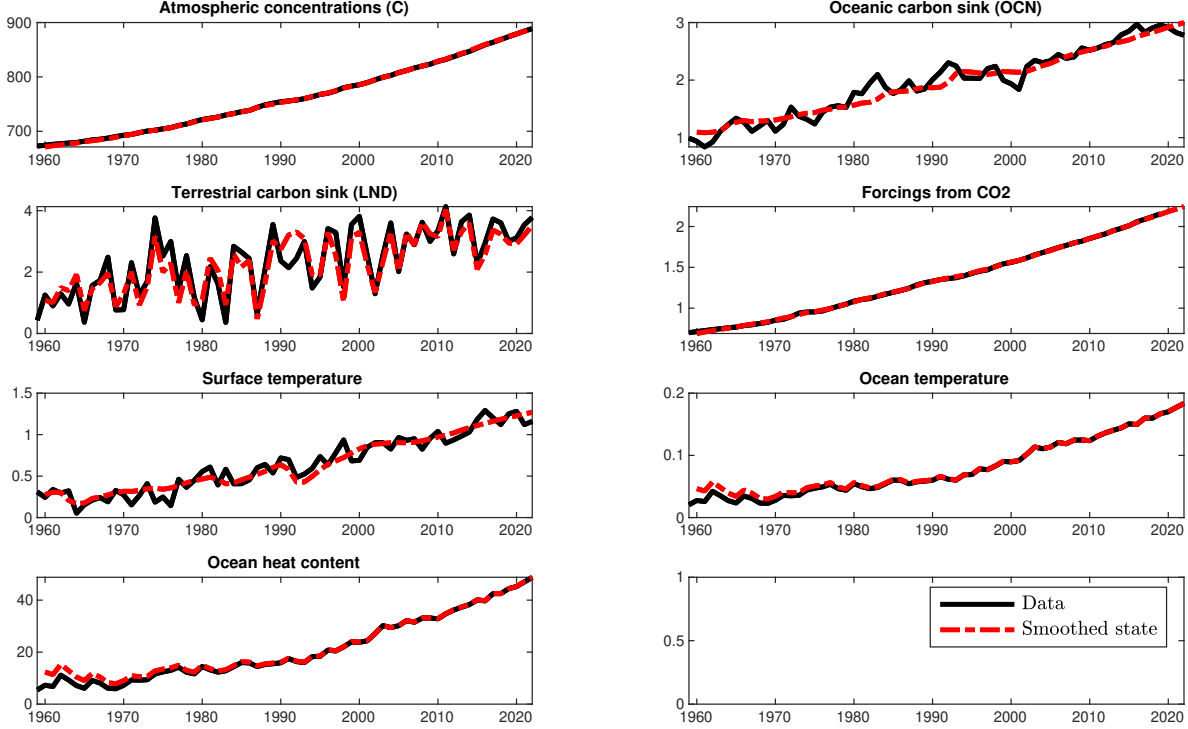 Atmospheric concentrations (C)
900
800
700
1960 1970 1980 1990 2000 2010 2020
Oceanic carbon sink (OCN)
3
2
1
1960 1970 1980 1990 2000 2010 2020
Terrestrial carbon sink (LND)
4
2
0
1960 1970 1980 1990 2000 2010 2020
Forcings from CO2
2
1.5
1
1960 1970 1980 1990 2000 2010 2020
Surface temperature
1.5
1
0.5
0
1960 1970 1980 1990 2000 2010 2020
Ocean temperature
0.2
0.1
0
1960 1970 1980 1990 2000 2010 2020
Ocean heat content
40
20
0
1960 1970 1980 1990 2000 2010 2020
1
0.5
0
1960 1970 1980 1990 2000 2010 2020
Data
Smoothed state